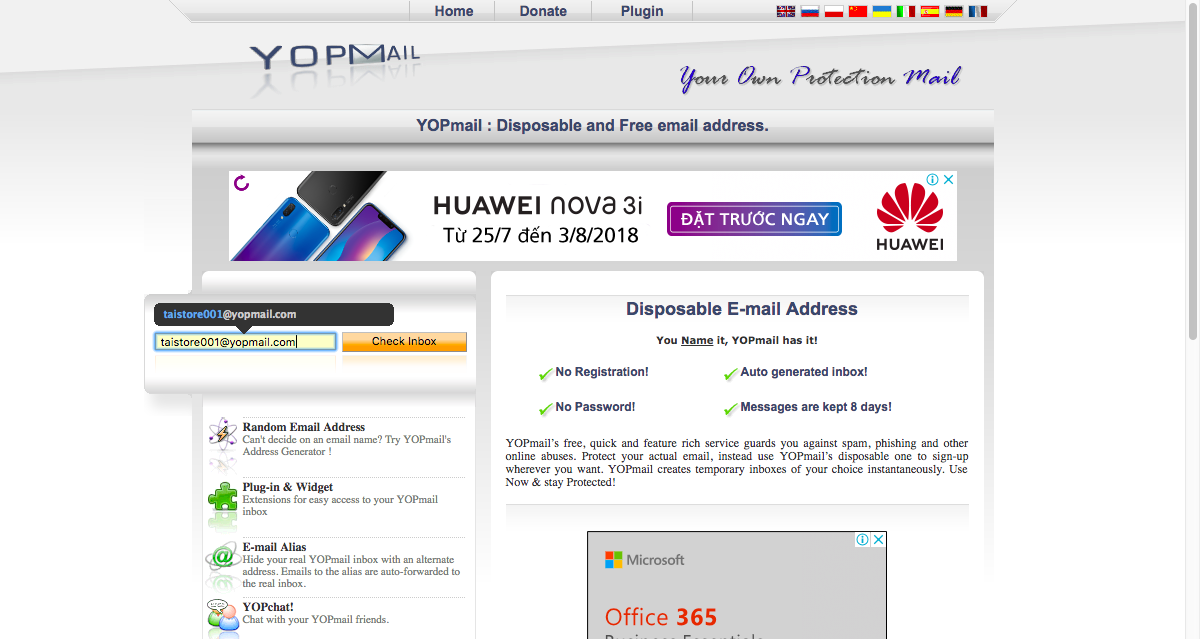 Home Donate Plugin
YOPMAIL
Your Own Protection Mail
YOPmail : Disposable and Free email address.
HUAWEI nova 3i
Từ 25/7 đến 3/8/2018
ĐẶT TRƯỚC NGAY
HUAWEI
taistore001@yopmail.com
taistore001@yopmail.com
Check Inbox
Random Email Address
Can't decide on an email name? Try YOPmail's
Address Generator !
Plug-in & Widget
Extensions for easy access to your YOPmail
inbox
E-mail Alias
Hide your real YOPmail inbox with an alternate
address. Emails to the alias are auto-forwarded to
the real inbox.
YOPchat!
Chat with your YOPmail friends.
Disposable E-mail Address
You Name it, YOPmail has it!
No Registration!
Auto generated inbox!
No Password!
Messages are kept 8 days!
YOPmail's free, quick and feature rich service guards you against spam, phishing and other
online abuses. Protect your actual email, instead use YOPmail's disposable one to sign-up
wherever you want. YOPmail creates temporary inboxes of your choice instantaneously. Use
Now & stay Protected!
Microsoft
Office 365
Business Essentials